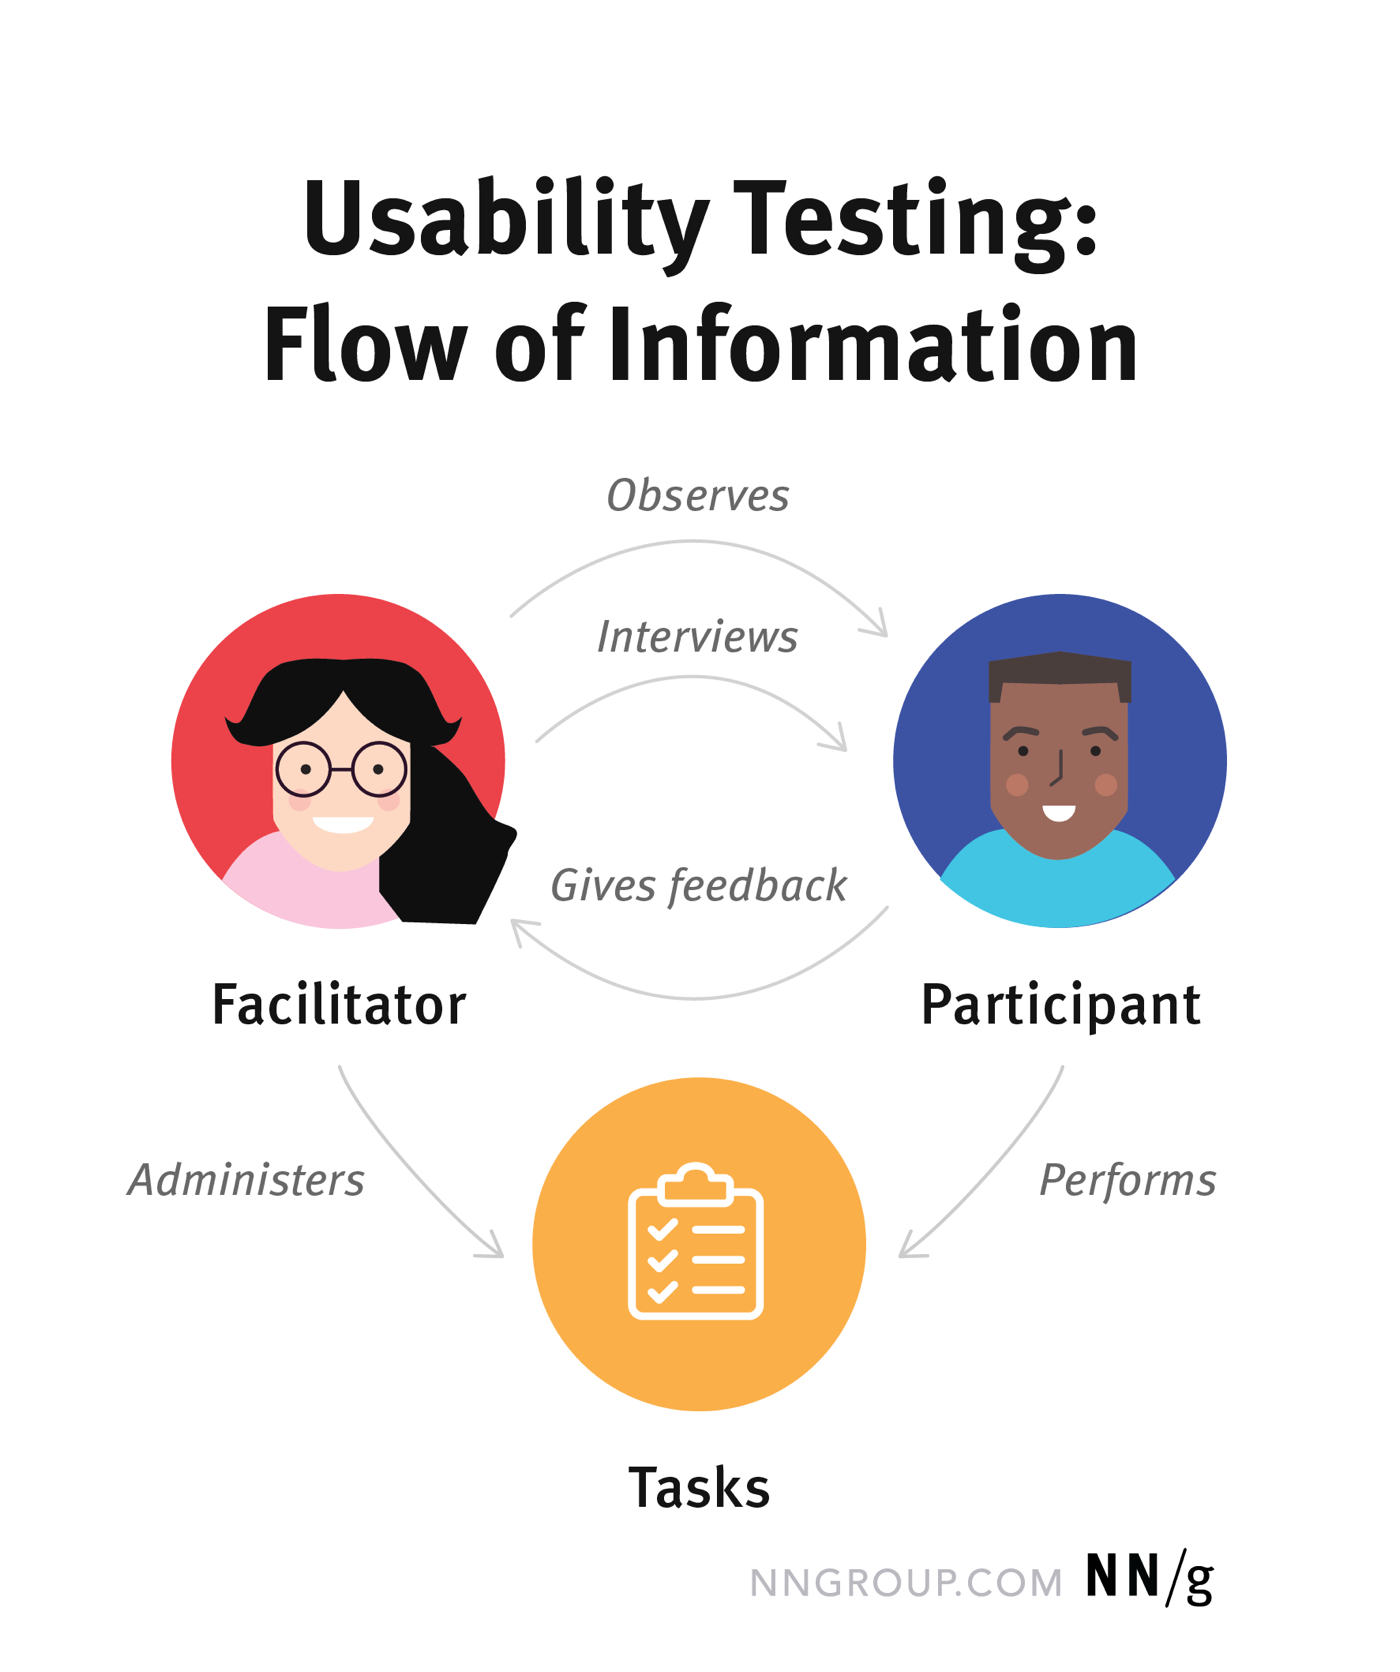 Usability Testing:
Flow of Information
Observes
Interviews
Gives feedback
Facilitator
Participant
Administers
Performs
Tasks
NNGROUP.COM NN/g